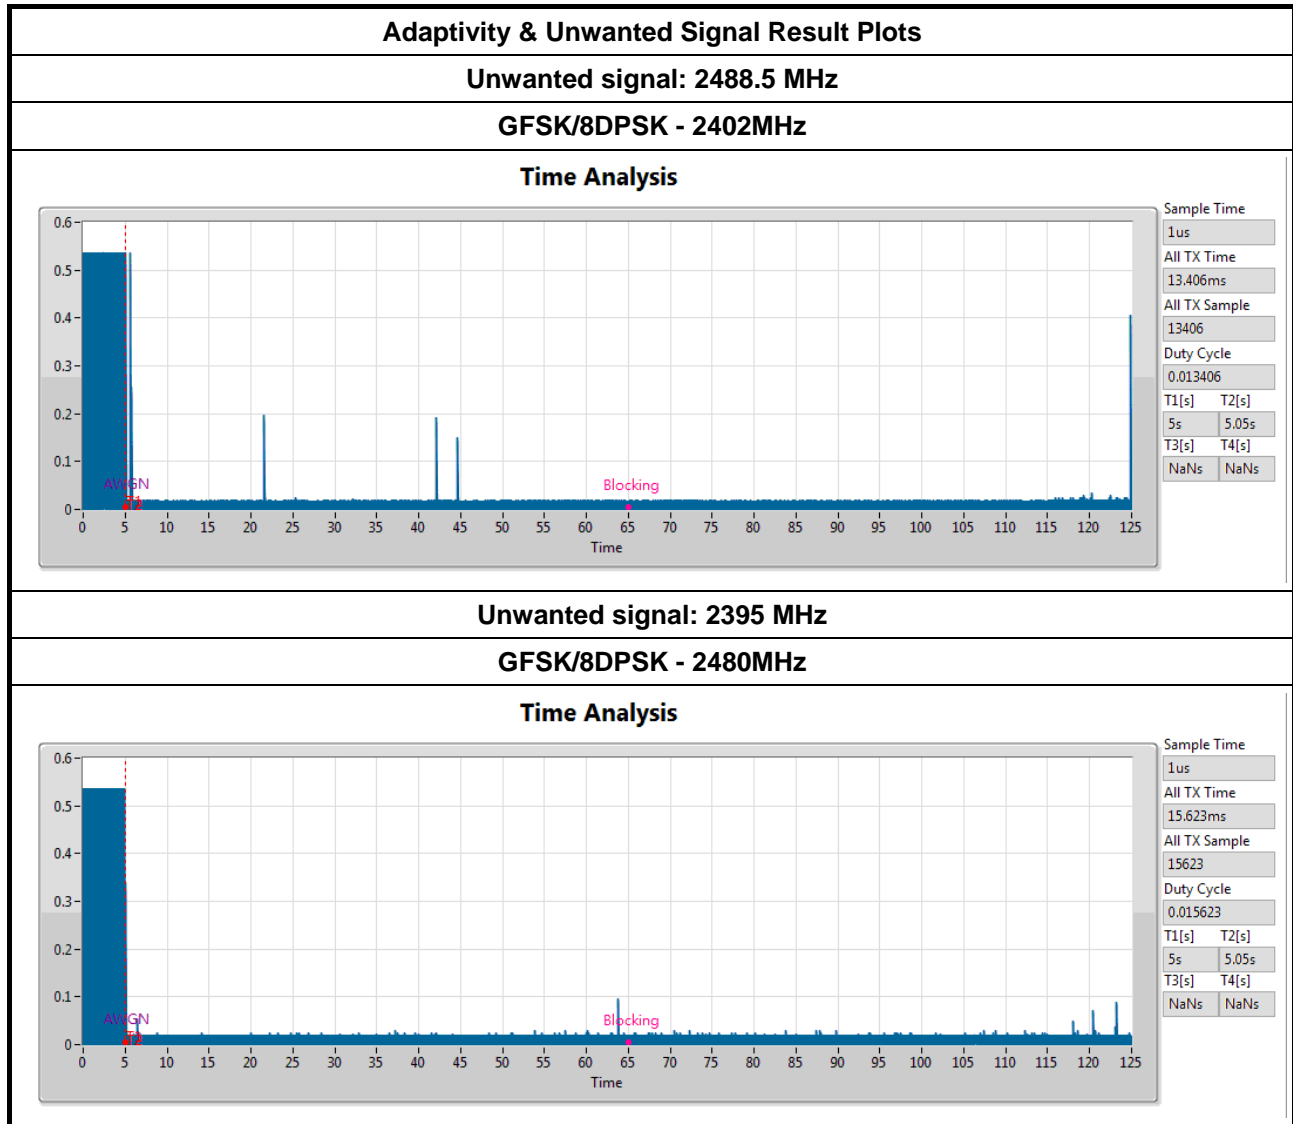 Adaptivity & Unwanted Signal Result Plots
Unwanted signal: 2488.5 MHz
GFSK/8DPSK - 2402MHz
Time Analysis
0.6
0.5
0.4
0.3
0.2
0.1
0
AWGN
Blocking
0 5 10 15 20 25 30 35 40 45 50 55 60 65 70 75 80 85 90 95 100 105 110 115 120 125
Time
Sample Time
1us
All TX Time
13.406ms
All TX Sample
13406
Duty Cycle
0.013406
T1[s] T2[s]
5s 5.05s
T3[s] T4[s]
NaNs NaNs
Unwanted signal: 2395 MHz
GFSK/8DPSK - 2480MHz
Time Analysis
0.6
0.5
0.4
0.3
0.2
0.1
0
AWGN
Blocking
0 5 10 15 20 25 30 35 40 45 50 55 60 65 70 75 80 85 90 95 100 105 110 115 120 125
Time
Sample Time
1us
All TX Time
15.623ms
All TX Sample
15623
Duty Cycle
0.015623
T1[s] T2[s]
5s 5.05s
T3[s] T4[s]
NaNs NaNs